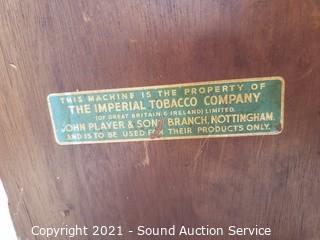 THIS MACHINE IS THE PROPERTY OF
THE IMPERIAL TOBACCO COMPANY
(OF GREAT BRITAIN & IRELAND) LIMITED.
JOHN PLAYER & SONS BRANCH, NOTTINGHAM.
AND IS TO BE USED FOR THEIR PRODUCTS ONLY.
Copyright 2021 - Sound Auction Service